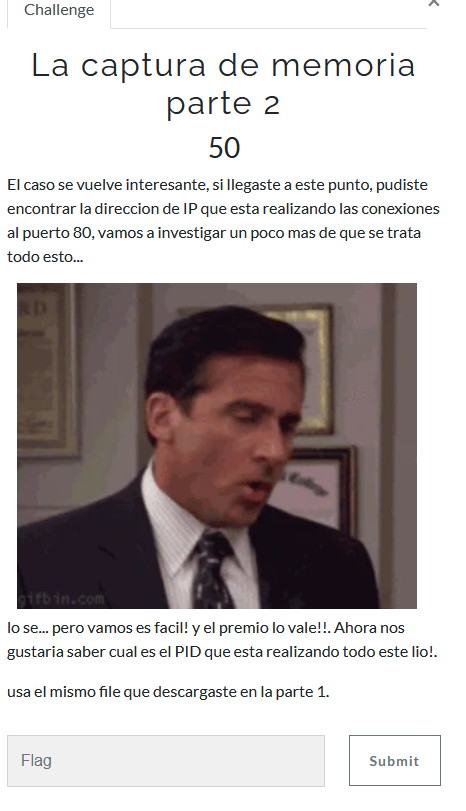 Challenge
×
La captura de memoria
parte 2
50
El caso se vuelve interesante, si llegaste a este punto, pudiste
encontrar la direccion de IP que esta realizando las conexiones
al puerto 80, vamos a investigar un poco mas de que se trata
todo esto...
gifbin.com
lo se... pero vamos es facil! y el premio lo vale!!. Ahora nos
gustaria saber cual es el PID que esta realizando todo este lio!.
usa el mismo file que descargaste en la parte 1.
Flag
Submit